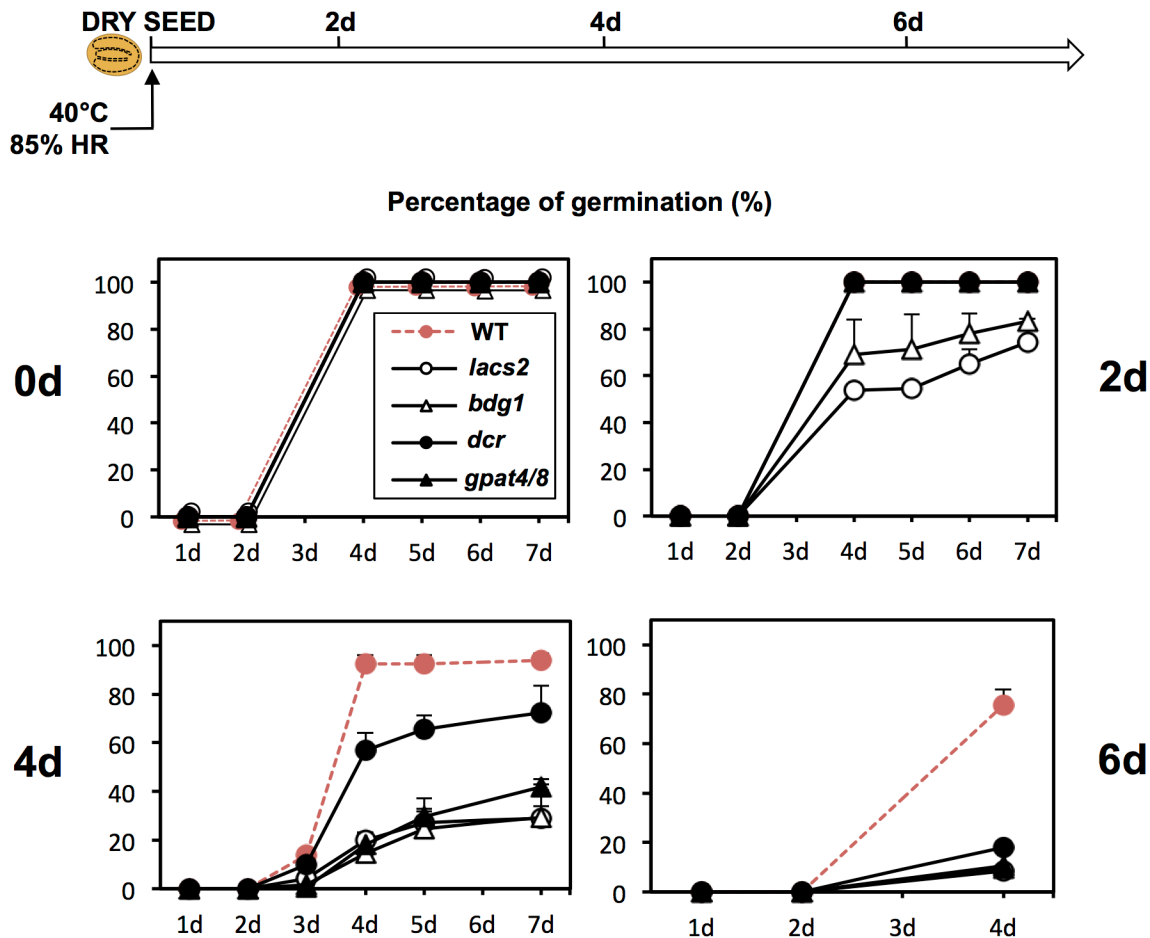 DRY SEED 2d 4d 6d
40°C
85% HR
Percentage of germination (%)
0d
100
80
60
40
20
0
1d 2d 3d 4d 5d 6d 7d
WT
lacs2
bdg1
dcr
gpat4/8
2d
100
80
60
40
20
0
1d 2d 3d 4d 5d 6d 7d
4d
100
80
60
40
20
0
1d 2d 3d 4d 5d 6d 7d
6d
100
80
60
40
20
0
1d 2d 3d 4d